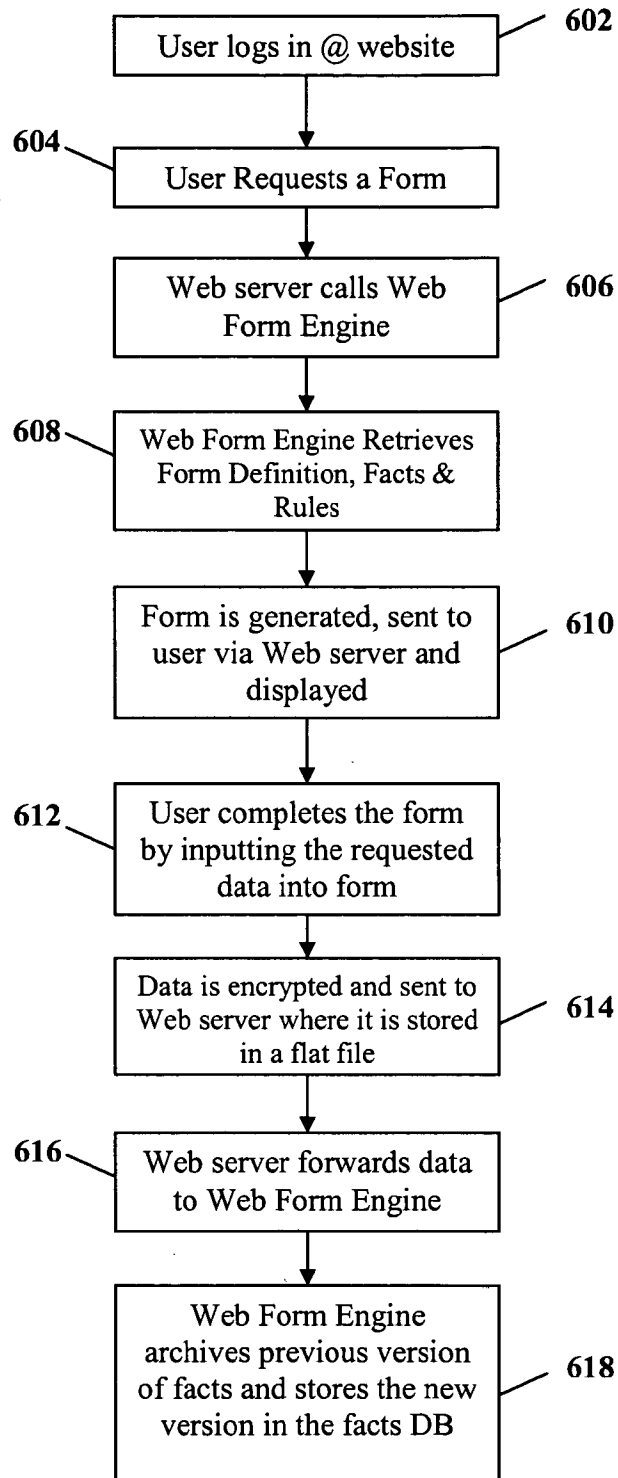 602
User logs in @ website
604
User Requests a Form
Web server calls Web
Form Engine
606
608
Web Form Engine Retrieves
Form Definition, Facts &
Rules
Form is generated, sent to
user via Web server and
displayed
610
612
User completes the form
by inputting the requested
data into form
Data is encrypted and sent to
Web server where it is stored
in a flat file
614
616
Web server forwards data
to Web Form Engine
Web Form Engine
archives previous version
of facts and stores the new
version in the facts DB
618